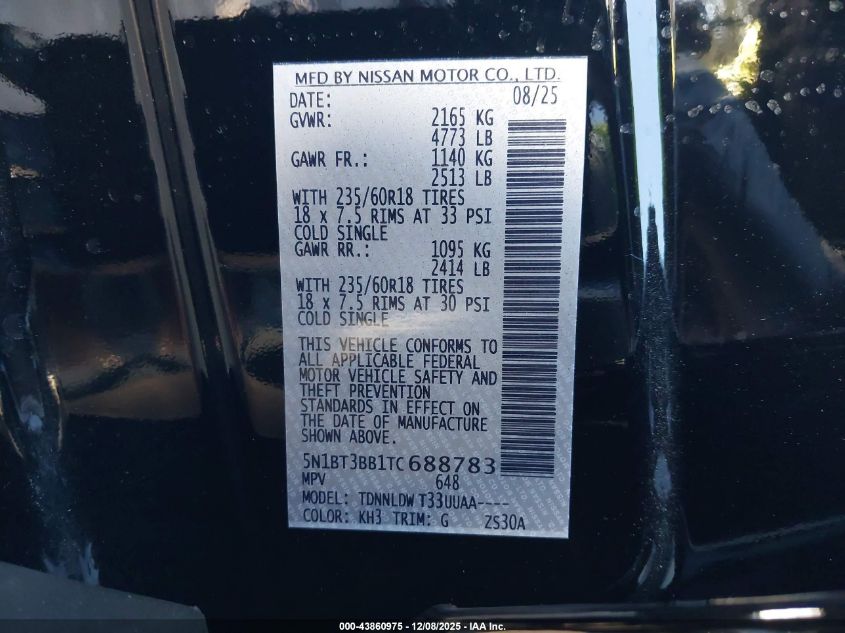 MFD BY NISSAN MOTOR CO., LTD.
DATE: 08/25
GVWR: 2165 KG
4773 LB
GAWR FR.: 1140 KG
2513 LB
WITH 235/60R18 TIRES
18 x 7.5 RIMS AT 33 PSI
COLD SINGLE
GAWR RR.: 1095 KG
2414 LB
WITH 235/60R18 TIRES
18 x 7.5 RIMS AT 30 PSI
COLD SINGLE
THIS VEHICLE CONFORMS TO
ALL APPLICABLE FEDERAL
MOTOR VEHICLE SAFETY AND
THEFT PREVENTION
STANDARDS IN EFFECT ON
THE DATE OF MANUFACTURE
SHOWN ABOVE.
5N1BT3BB1TC688783
MPV 648
MODEL: TDNNLDW T33UUAA----
COLOR: KH3 TRIM: G ZS30A
000-43860975 - 12/08/2025 - IAA Inc.